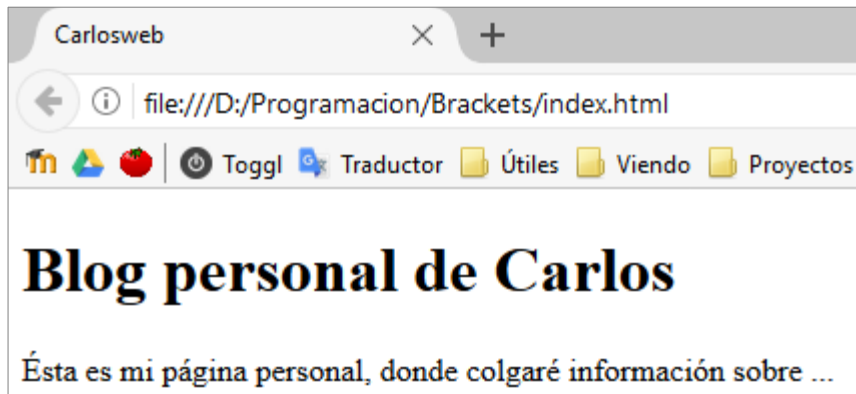 Carlosweb
file:///D:/Programacion/Brackets/index.html
Toggl Traductor Útiles Viendo Proyectos
Blog personal de Carlos
Ésta es mi página personal, donde colgaré información sobre ...